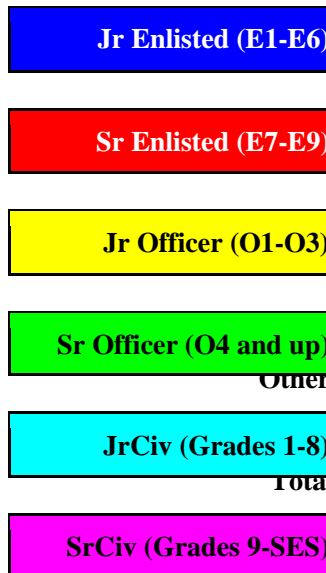 Jr Enlisted (E1-E6)
Sr Enlisted (E7-E9)
Jr Officer (O1-O3)
Sr Officer (O4 and up)
Other
JrCiv (Grades 1-8)
Tota
SrCiv (Grades 9-SES)